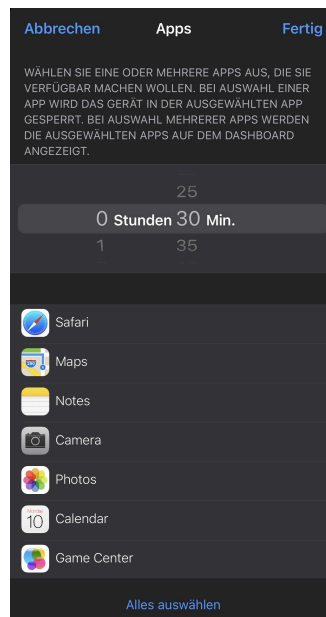 Abbrechen Apps Fertig
WÄHLEN SIE EINE ODER MEHRERE APPS AUS, DIE SIE
VERFÜGBAR MACHEN WOLLEN. BEI AUSWAHL EINER
APP WIRD DAS GERÄT IN DER AUSGEWÄHLTEN APP
GESPERRT. BEI AUSWAHL MEHRERER APPS WERDEN
DIE AUSGEWÄHLTEN APPS AUF DEM DASHBOARD
ANGEZEIGT.
25
0 Stunden 30 Min.
1 35
Safari
Maps
Notes
Camera
Photos
Monday
10
Calendar
Game Center
Alles auswählen